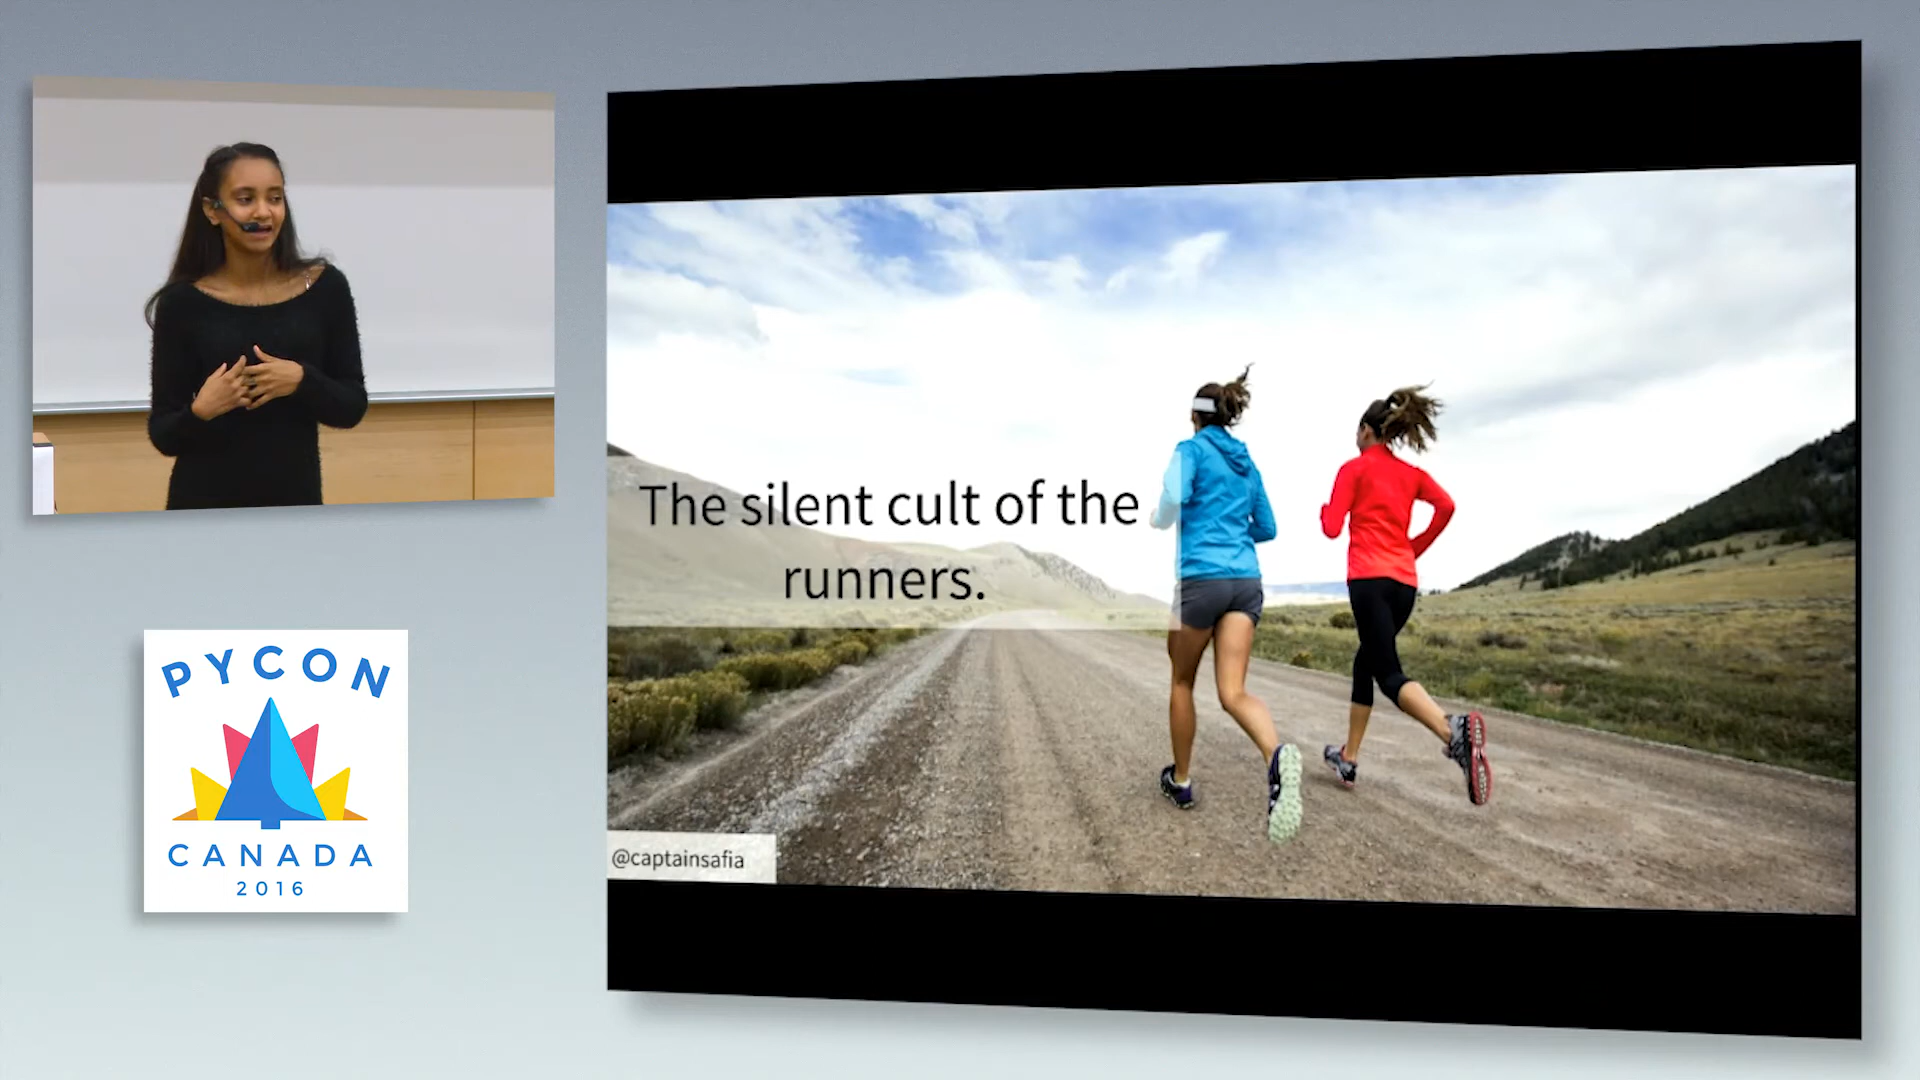 The silent cult of the
runners.
@captainsafia
PYCON
CANADA
2016